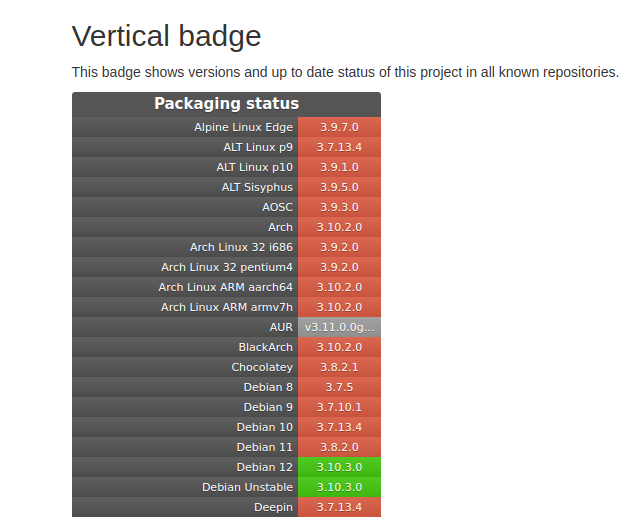 Vertical badge
This badge shows versions and up to date status of this project in all known repositories.
Packaging status
Alpine Linux Edge 3.9.7.0
ALT Linux p9 3.7.13.4
ALT Linux p10 3.9.1.0
ALT Sisyphus 3.9.5.0
AOSC 3.9.3.0
Arch 3.10.2.0
Arch Linux 32 i686 3.9.2.0
Arch Linux 32 pentium4 3.9.2.0
Arch Linux ARM aarch64 3.10.2.0
Arch Linux ARM armv7h 3.10.2.0
AUR v3.11.0.0g...
BlackArch 3.10.2.0
Chocolatey 3.8.2.1
Debian 8 3.7.5
Debian 9 3.7.10.1
Debian 10 3.7.13.4
Debian 11 3.8.2.0
Debian 12 3.10.3.0
Debian Unstable 3.10.3.0
Deepin 3.7.13.4